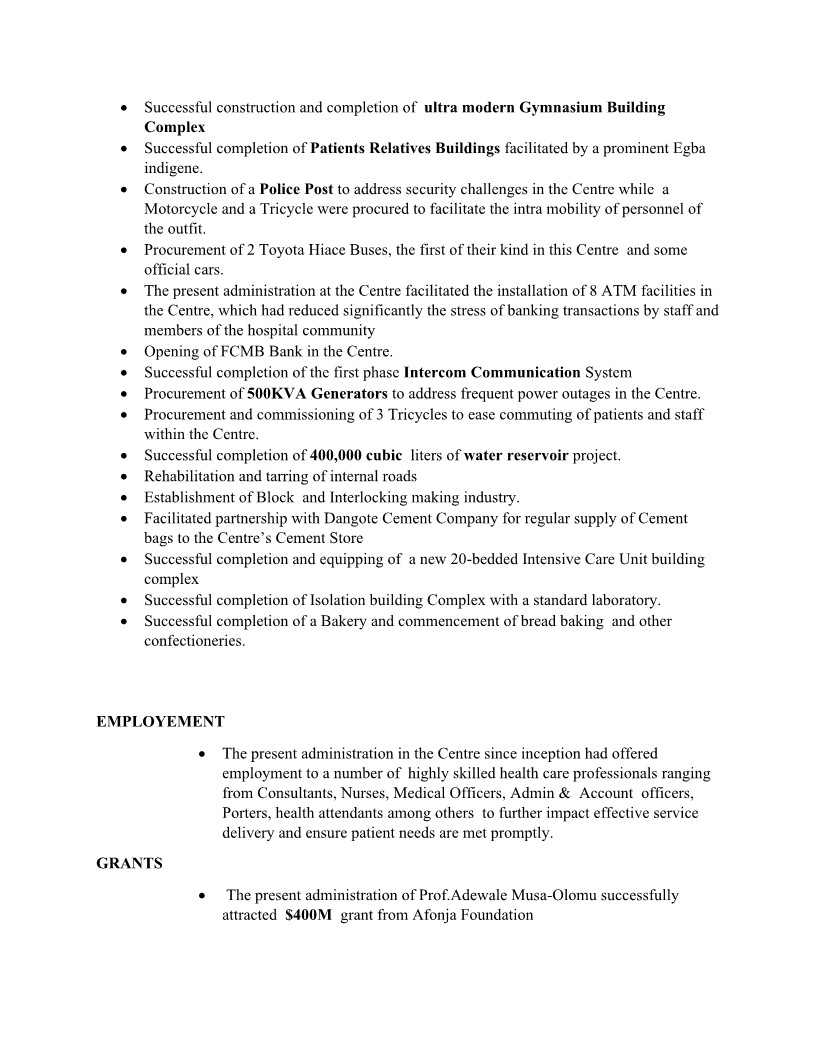 • Successful construction and completion of  ultra modern Gymnasium Building
Complex
• Successful completion of Patients Relatives Buildings facilitated by a prominent Egba
indigene.
• Construction of a Police Post to address security challenges in the Centre while  a
Motorcycle and a Tricycle were procured to facilitate the intra mobility of personnel of
the outfit.
• Procurement of 2 Toyota Hiace Buses, the first of their kind in this Centre  and some
official cars.
• The present administration at the Centre facilitated the installation of 8 ATM facilities in
the Centre, which had reduced significantly the stress of banking transactions by staff and
members of the hospital community
• Opening of FCMB Bank in the Centre.
• Successful completion of the first phase Intercom Communication System
• Procurement of 500KVA Generators to address frequent power outages in the Centre.
• Procurement and commissioning of 3 Tricycles to ease commuting of patients and staff
within the Centre.
• Successful completion of 400,000 cubic  liters of water reservoir project.
• Rehabilitation and tarring of internal roads
• Establishment of Block  and Interlocking making industry.
• Facilitated partnership with Dangote Cement Company for regular supply of Cement
bags to the Centre’s Cement Store
• Successful completion and equipping of  a new 20-bedded Intensive Care Unit building
complex
• Successful completion of Isolation building Complex with a standard laboratory.
• Successful completion of a Bakery and commencement of bread baking  and other
confectioneries.
EMPLOYEMENT
• The present administration in the Centre since inception had offered
employment to a number of  highly skilled health care professionals ranging
from Consultants, Nurses, Medical Officers, Admin &  Account  officers,
Porters, health attendants among others  to further impact effective service
delivery and ensure patient needs are met promptly.
GRANTS
• The present administration of Prof.Adewale Musa-Olomu successfully
attracted  $400M  grant from Afonja Foundation